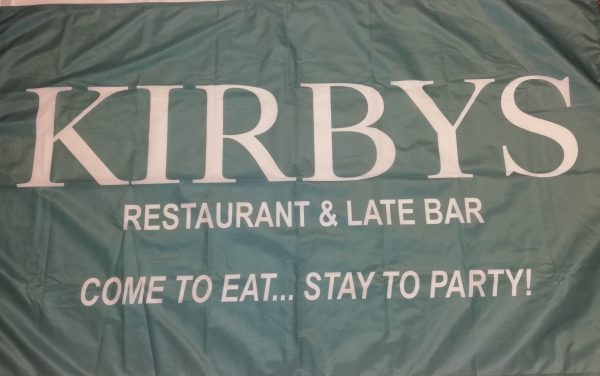 KIRBYS
RESTAURANT & LATE BAR
COME TO EAT... STAY TO PARTY!